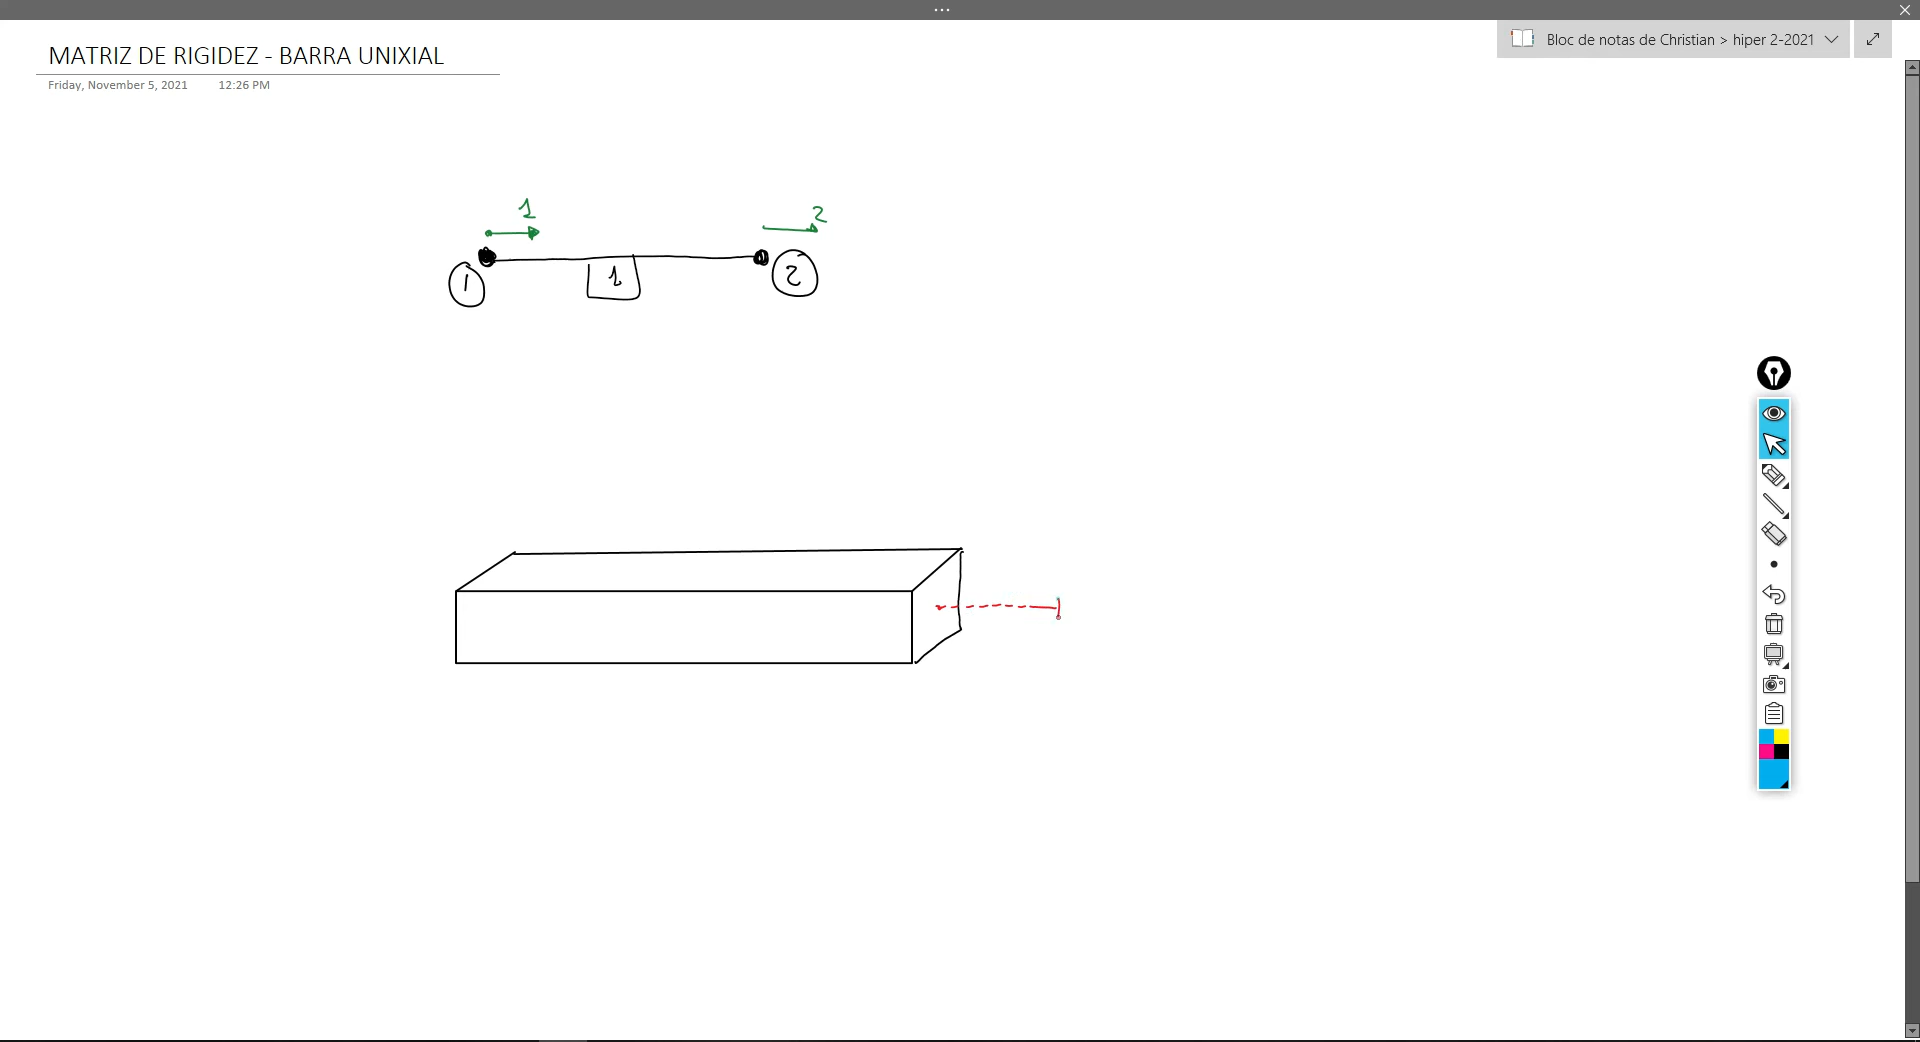 Bloc de notas de Christian > hiper 2-2021
MATRIZ DE RIGIDEZ - BARRA UNIXIAL
Friday, November 5, 2021 12:26 PM
1 2
1 1 2